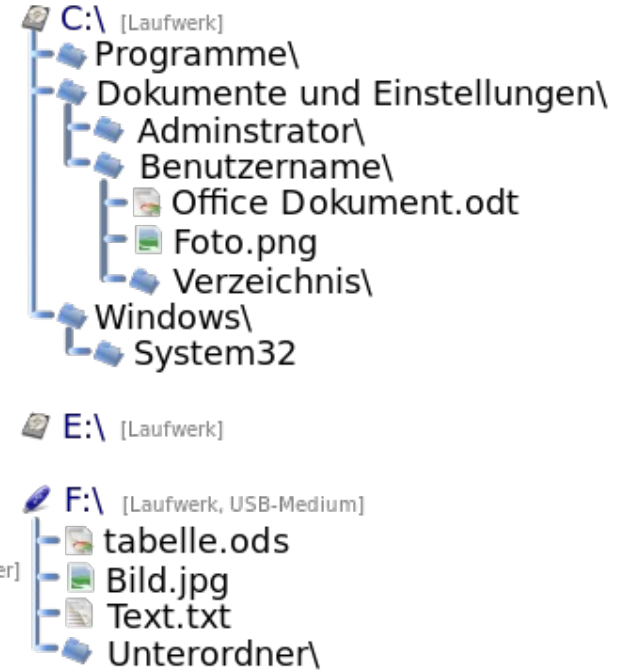 C:\ [Laufwerk]
Programme\
Dokumente und Einstellungen\
Adminstrator\
Benutzername\
Office Dokument.odt
Foto.png
Verzeichnis\
Windows\
System32
E:\ [Laufwerk]
F:\ [Laufwerk, USB-Medium]
tabelle.ods
er]
Bild.jpg
Text.txt
Unterordner\